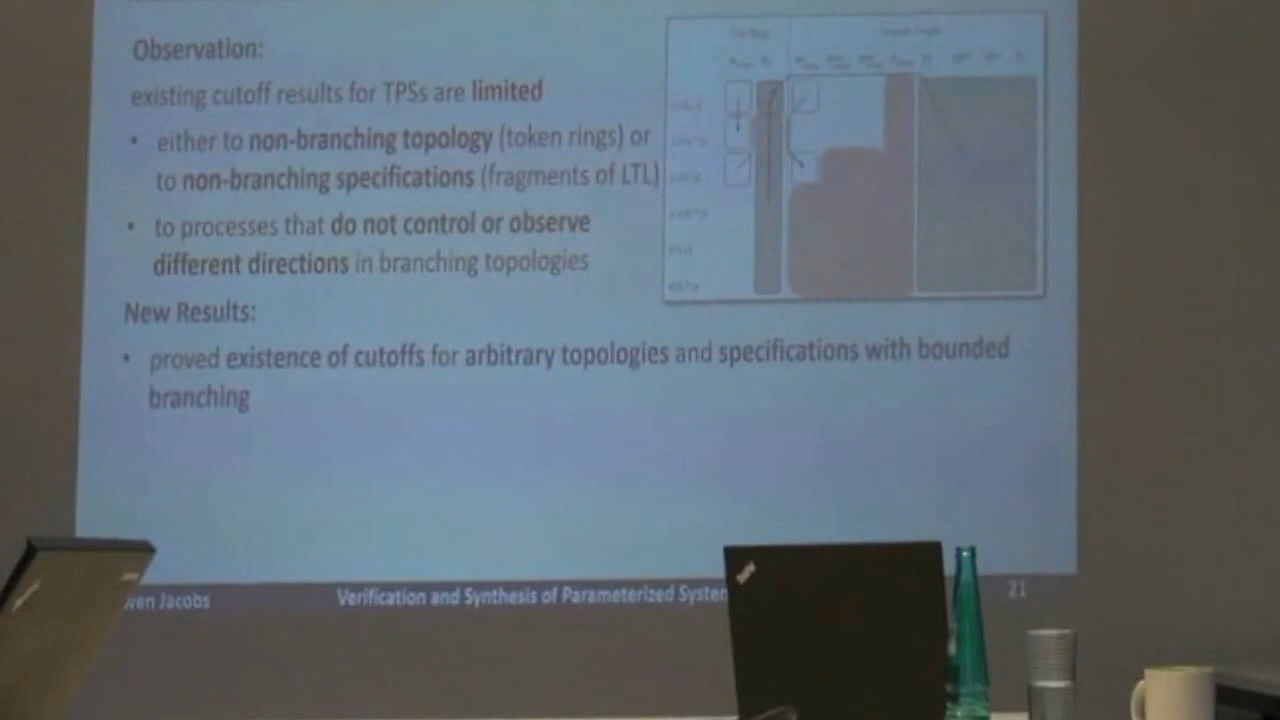 Observation:
existing cutoff results for TPSs are limited
• either to non-branching topology (token rings) or
to non-branching specifications (fragments of LTL)
• to processes that do not control or observe
different directions in branching topologies
New Results:
• proved existence of cutoffs for arbitrary topologies and specifications with bounded
branching
ven Jacobs
Verification and Synthesis of Parameterized System
21